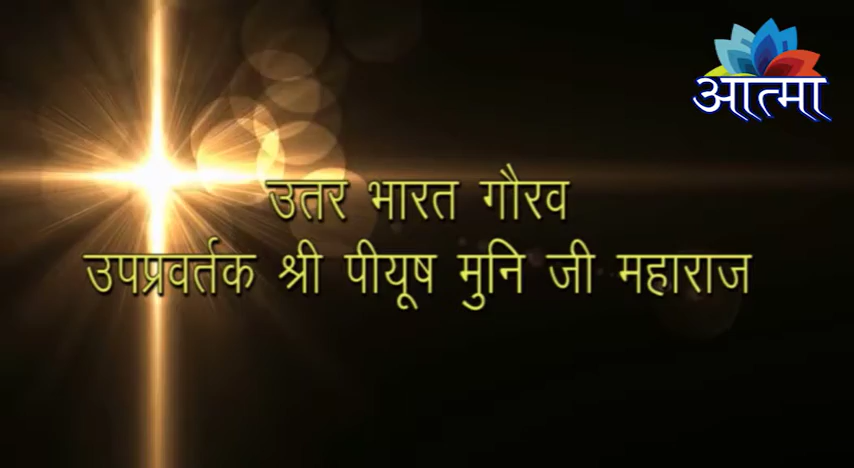 आत्मा
उतर भारत गौरव
उपप्रवर्तक श्री पीयूष मुनि जी महाराज